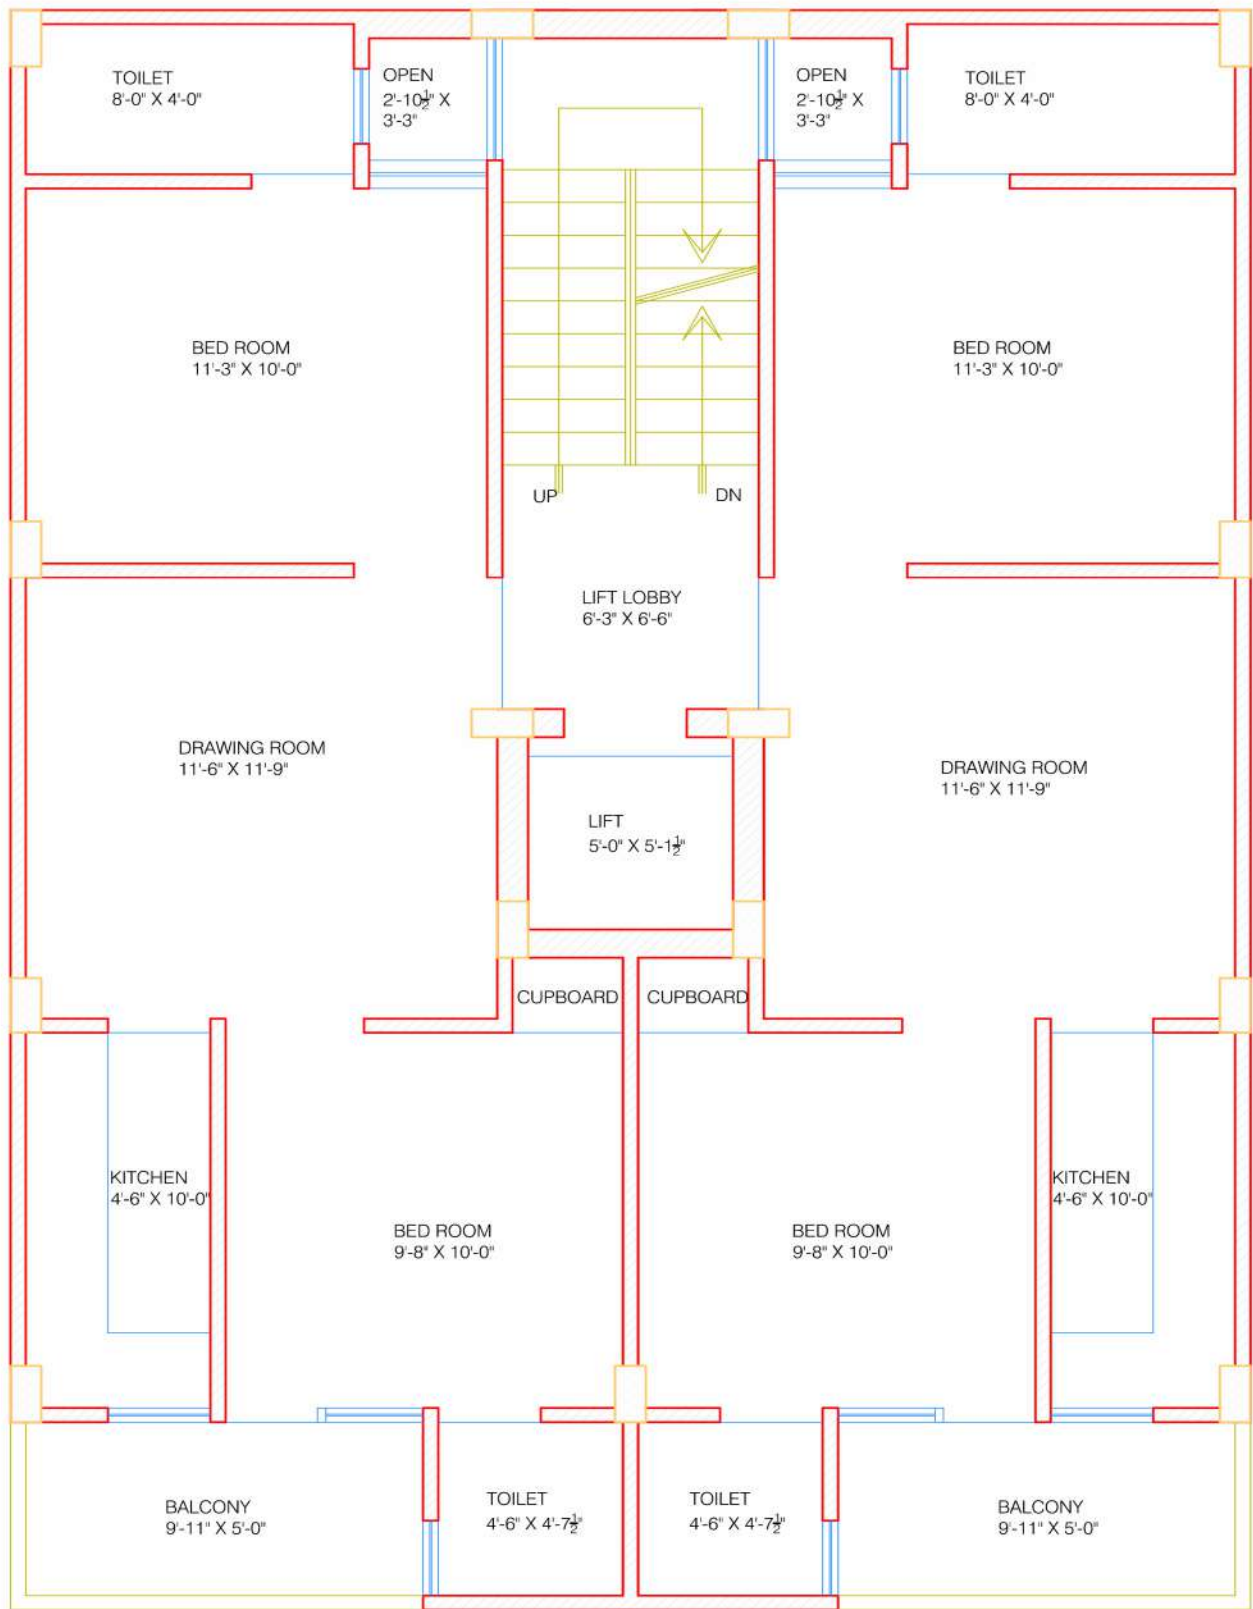 TOILET
8'-0" X 4'-0"
OPEN
2'-10½" X
3'-3"
OPEN
2'-10½" X
3'-3"
TOILET
8'-0" X 4'-0"
BED ROOM
11'-3" X 10'-0"
BED ROOM
11'-3" X 10'-0"
UP
DN
LIFT LOBBY
6'-3" X 6'-6"
DRAWING ROOM
11'-6" X 11'-9"
DRAWING ROOM
11'-6" X 11'-9"
LIFT
5'-0" X 5'-1½"
CUPBOARD
CUPBOARD
KITCHEN
4'-6" X 10'-0"
KITCHEN
4'-6" X 10'-0"
BED ROOM
9'-8" X 10'-0"
BED ROOM
9'-8" X 10'-0"
BALCONY
9'-11" X 5'-0"
TOILET
4'-6" X 4'-7½"
TOILET
4'-6" X 4'-7½"
BALCONY
9'-11" X 5'-0"